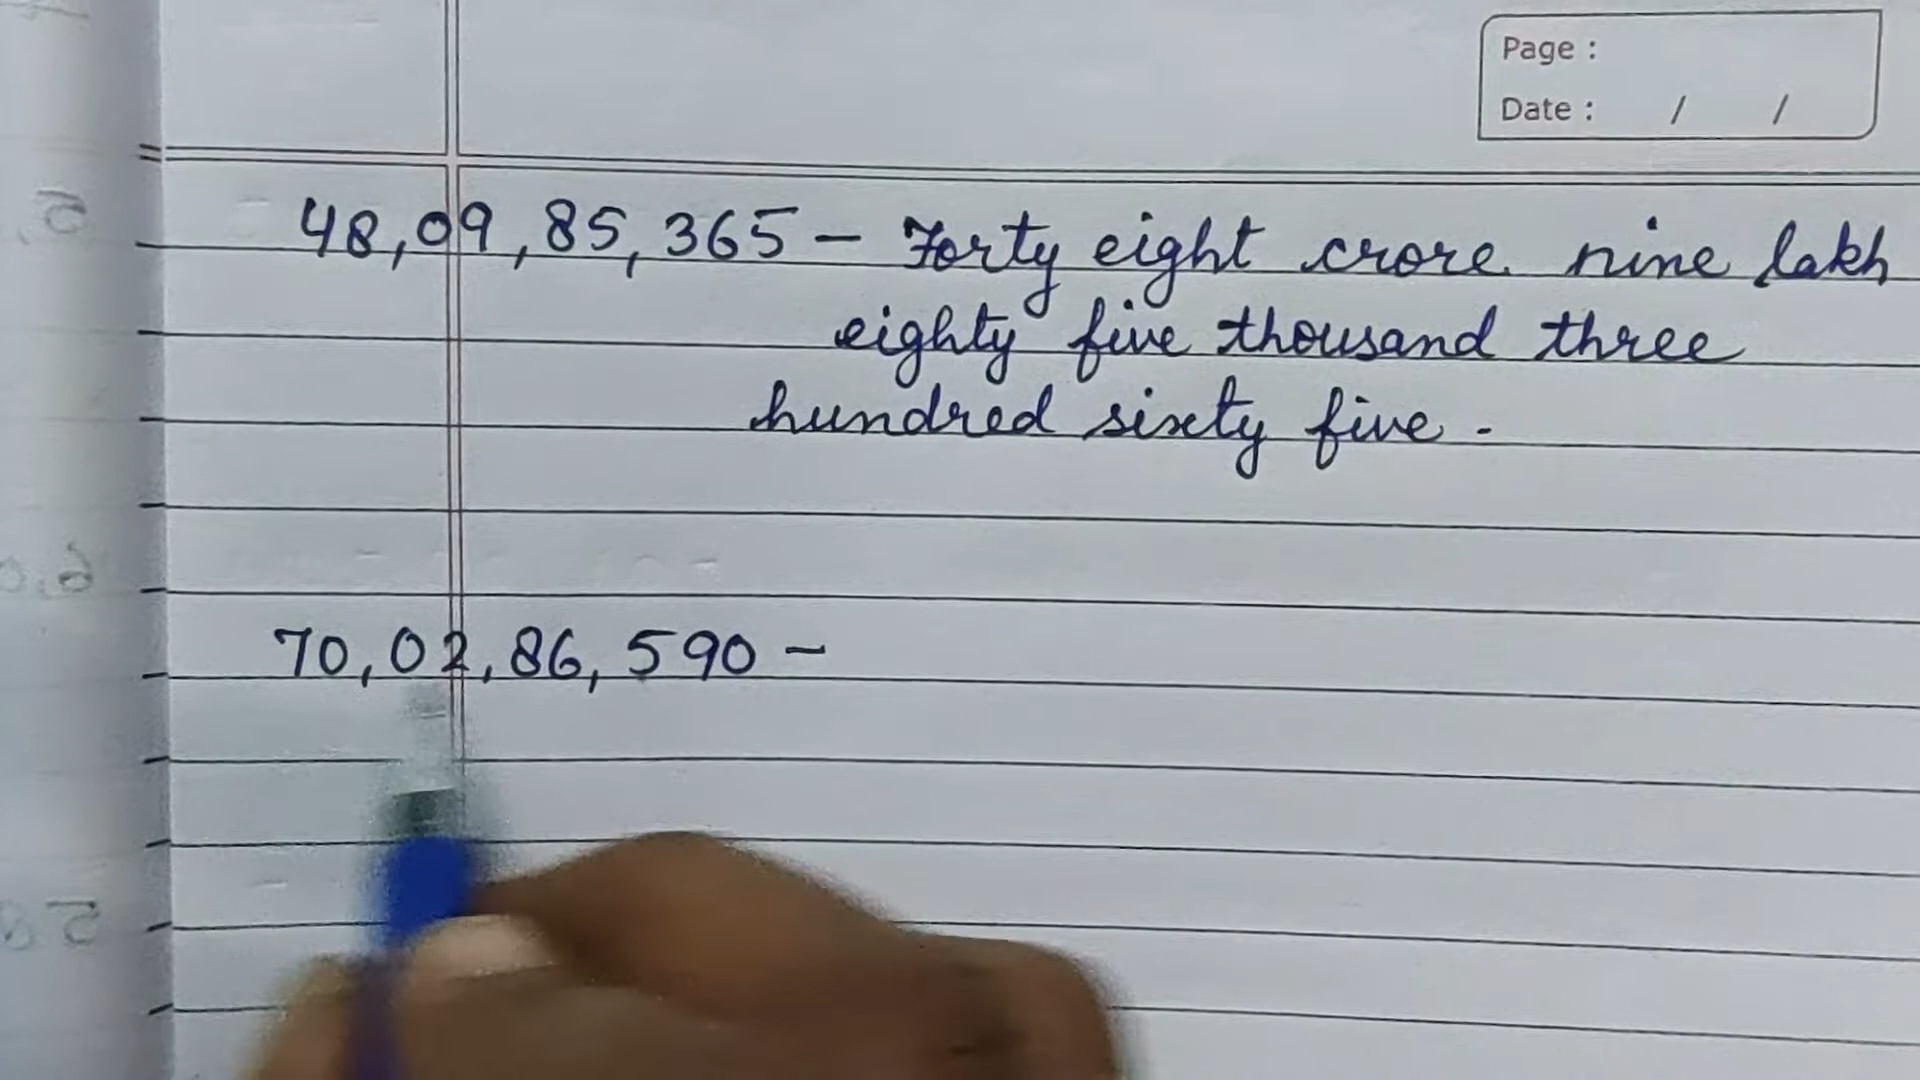 Page :
Date : / /
48,09,85,365 - Forty eight crore nine lakh
eighty five thousand three
hundred sixty five.
70,02,86,590 -